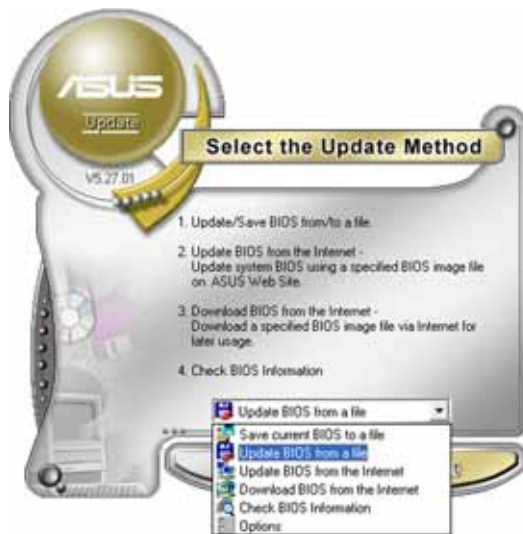 ASUS
Update
V5.27.01
Select the Update Method
1. Update/Save BIOS from/to a file.
2. Update BIOS from the Internet -
Update system BIOS using a specified BIOS image file
on ASUS Web Site.
3. Download BIOS from the Internet -
Download a specified BIOS image file via Internet for
later usage.
4. Check BIOS Information
Update BIOS from a file
Save current BIOS to a file
Update BIOS from a file
Update BIOS from the Internet
Download BIOS from the Internet
Check BIOS Information
Options